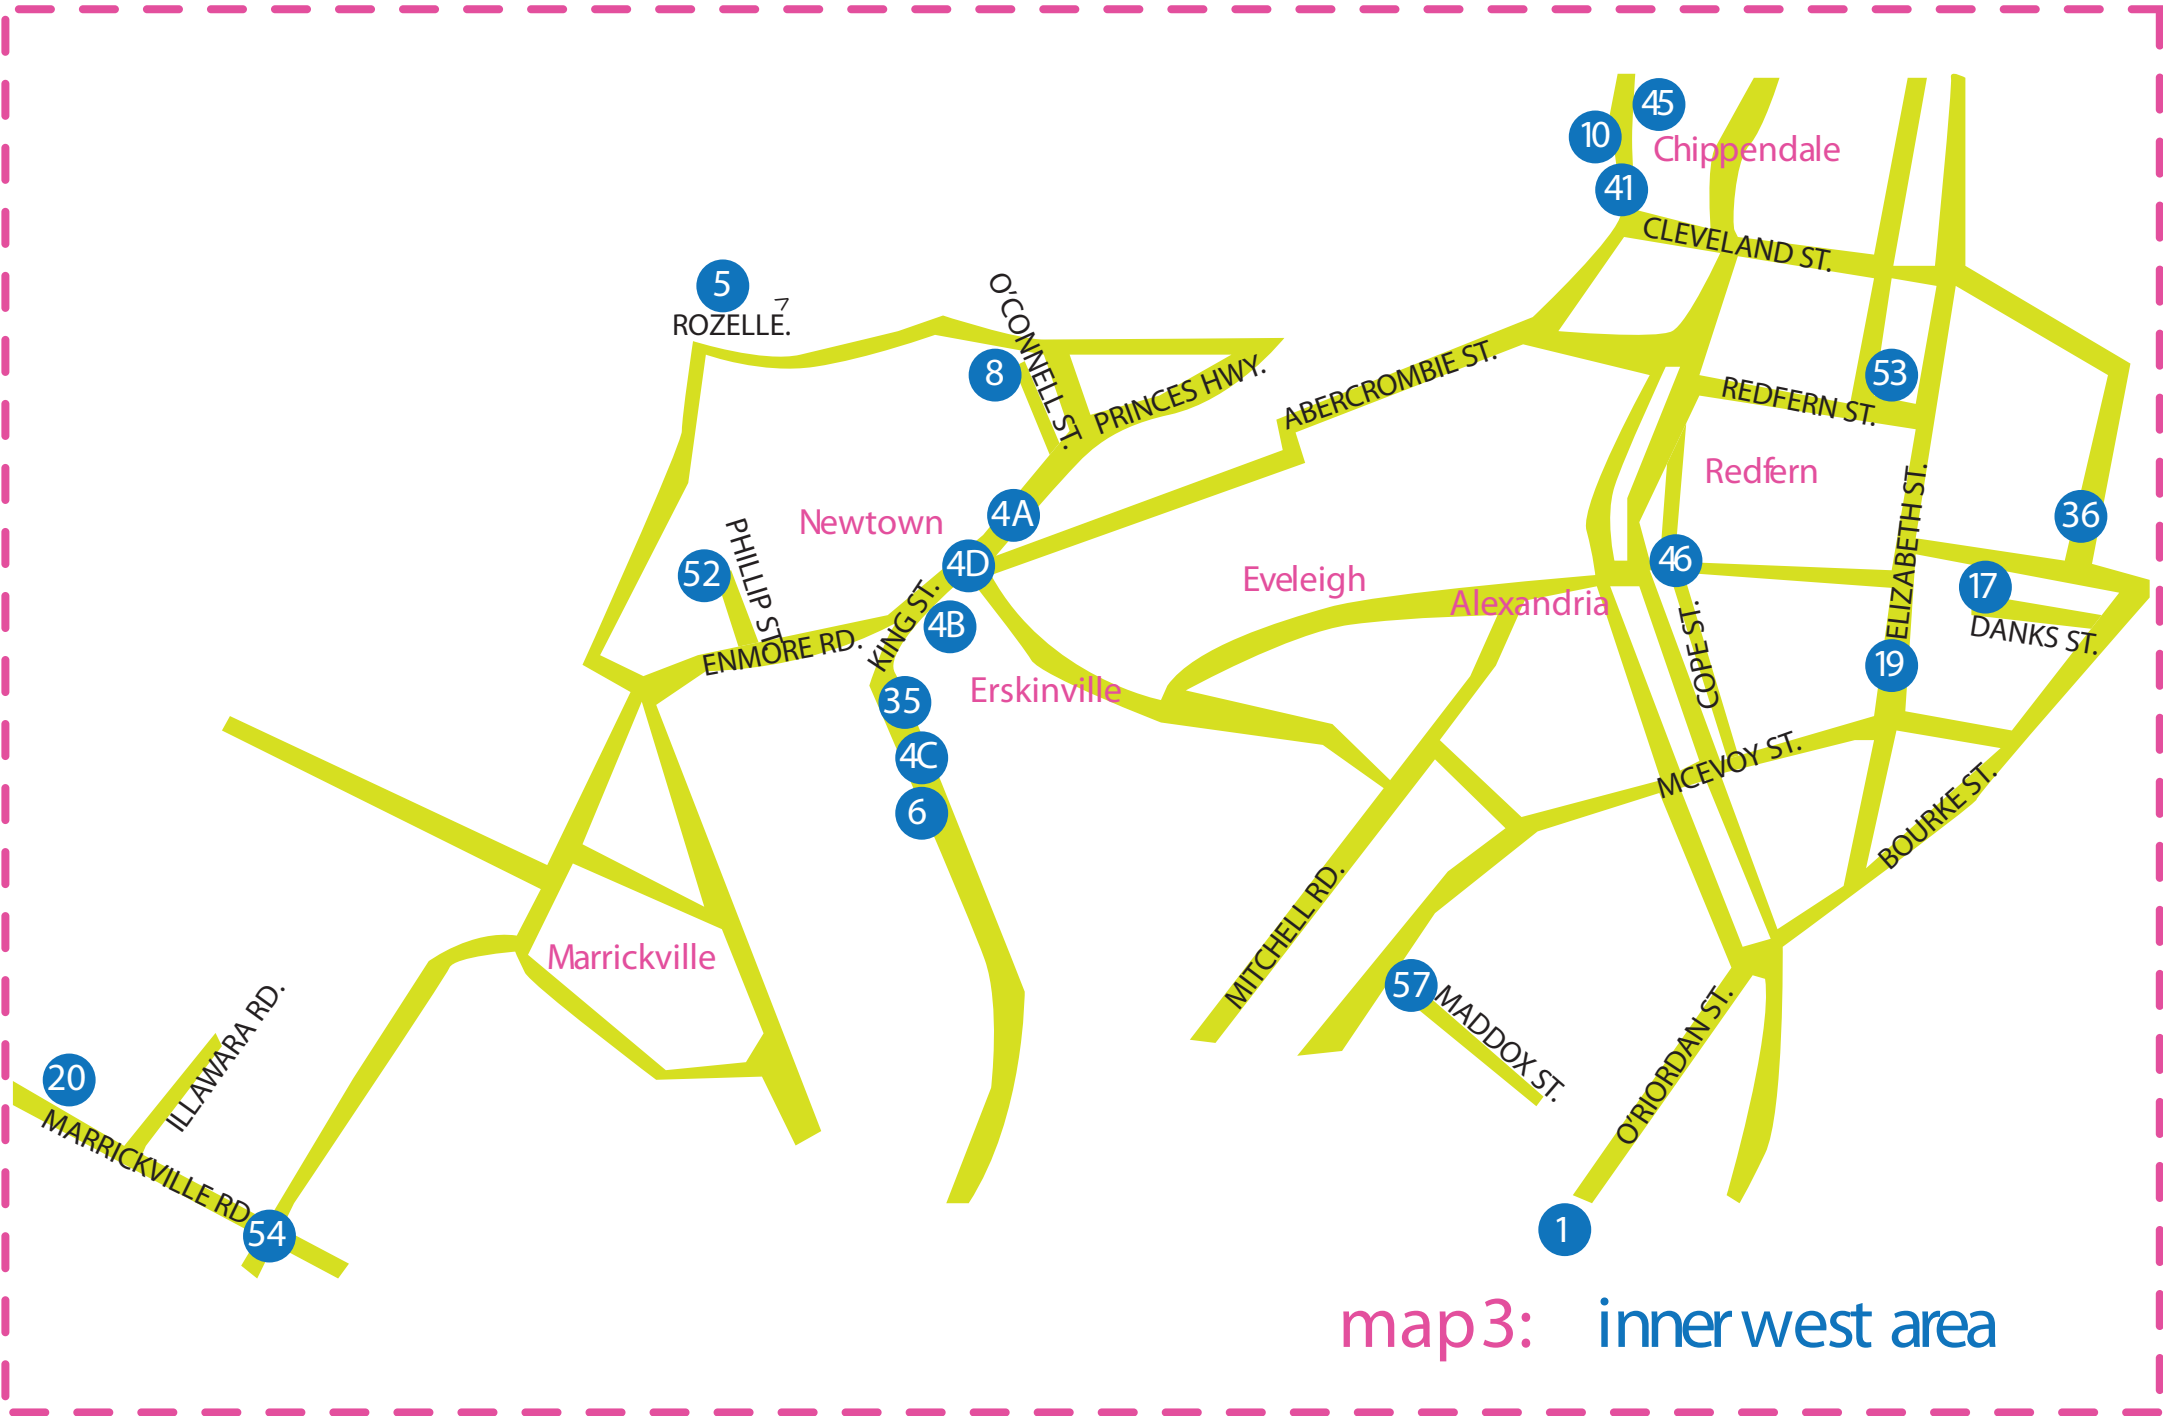 45
10
Chippendale
41
CLEVELAND ST.
5
ROZELLE.
O'CONNELL ST.
8
PRINCES HWY.
ABERCROMBIE ST.
53
REDFERN ST.
Redfern
Newtown
4A
36
PHILLIP ST.
52
4D
46
ELIZABETH ST.
17
Eveleigh
Alexandria
KING ST.
4B
DANKS ST.
ENMORE RD.
COPE ST.
19
Erskinville
35
4C
MCEVOY ST.
6
BOURKE ST.
MITCHELL RD.
Marrickville
57
MADDOX ST.
ILLAWARA RD.
O'RIORDAN ST.
20
MARRICKVILLE RD.
54
1
map3: inner west area